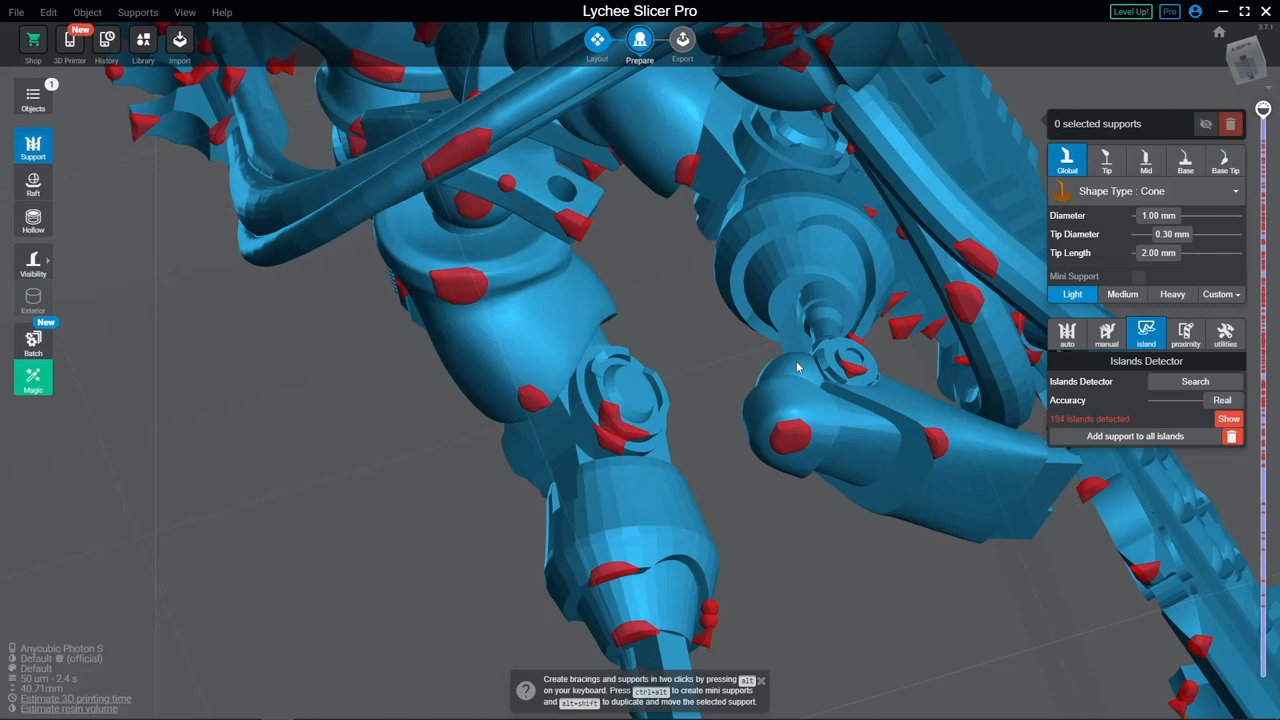 File Edit Object Supports View Help
Lychee Slicer Pro
Level Up! Pro
3.7.1
New
Shop 3D Printer History Library Import
Layout Prepare Export
LEFT
1
Objects
Support
Raft
Hollow
Visibility
Exterior
New
Batch
Magic
0 selected supports
Global Tip Mid Base Base Tip
Shape Type : Cone
Diameter 1.00 mm
Tip Diameter 0.30 mm
Tip Length 2.00 mm
Mini Support
Light Medium Heavy Custom
auto manual island proximity utilities
Islands Detector
Islands Detector Search
Accuracy Real
194 islands detected Show
Add support to all islands
Anycubic Photon S
Default (official)
Default
50 um - 2.4 s
40.71mm
Estimate 3D printing time
Estimate resin volume
Create bracings and supports in two clicks by pressing alt
on your keyboard. Press ctrl+alt to create mini supports
and alt+shift to duplicate and move the selected support.